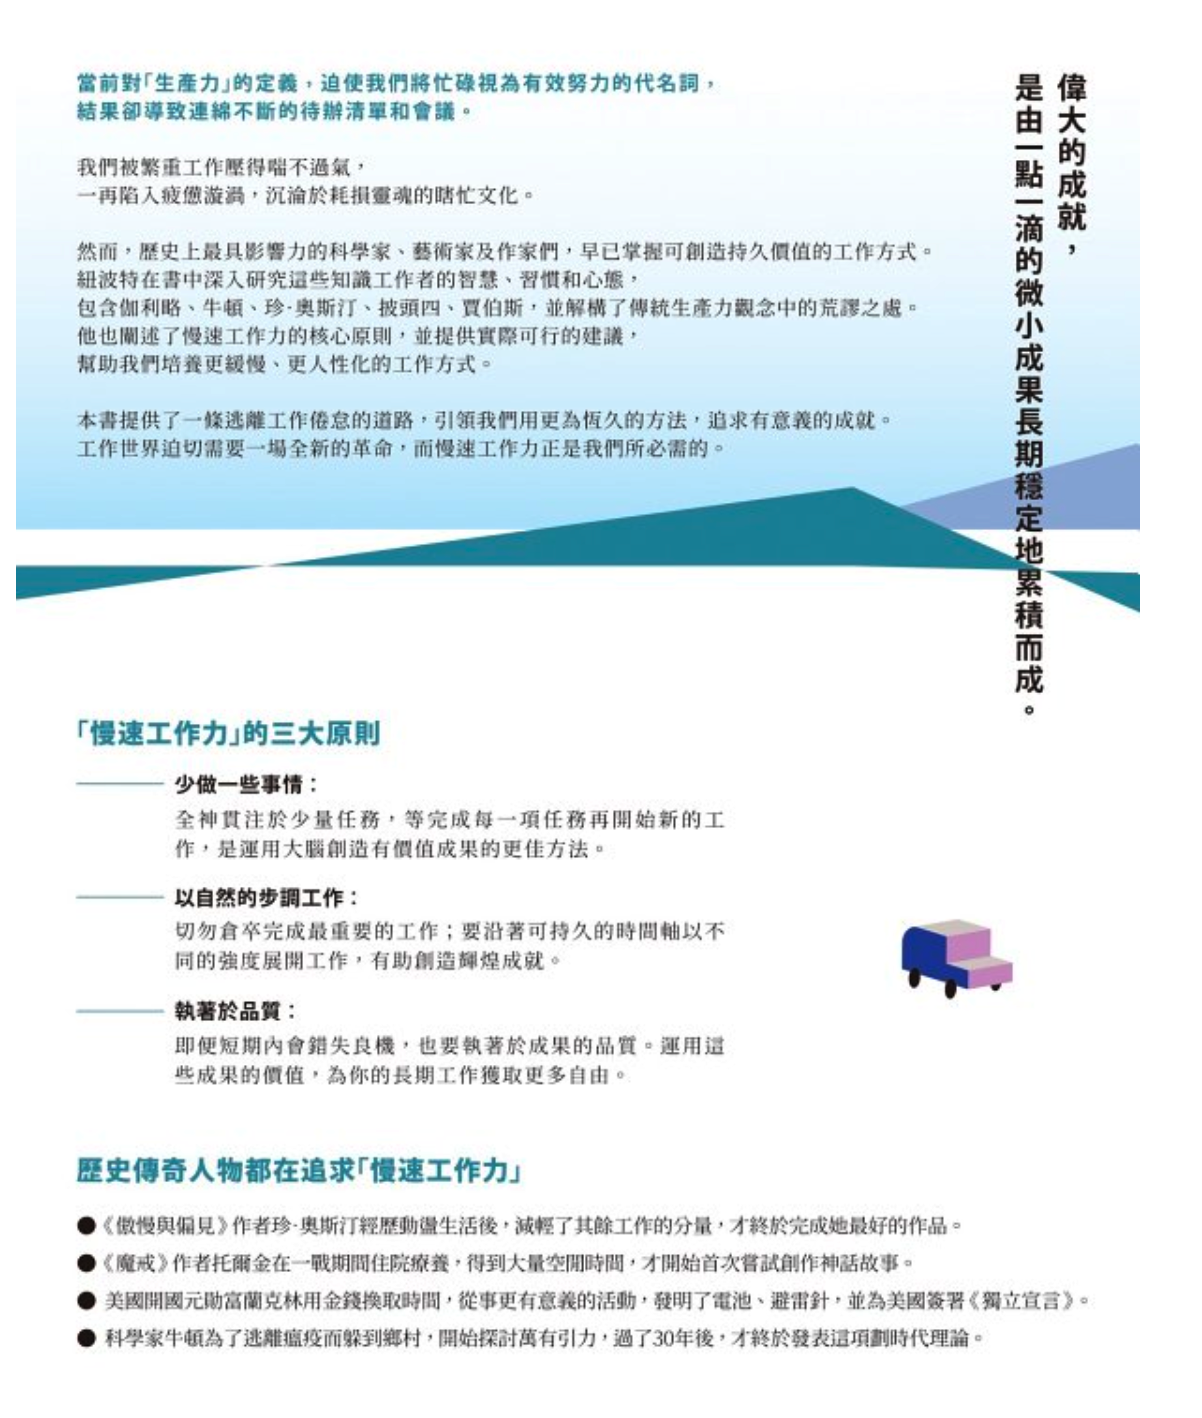 當前對「生產力」的定義，迫使我們將忙碌視為有效努力的代名詞，
結果卻導致連綿不斷的待辦清單和會議。
我們被繁重工作壓得喘不過氣，
一再陷入疲憊漩渦，沉淪於耗損靈魂的瞎忙文化。
然而，歷史上最具影響力的科學家、藝術家及作家們，早已掌握可創造持久價值的工作方式。
紐波特在書中深入研究這些知識工作者的智慧、習慣和心態，
包含伽利略、牛頓、珍·奧斯汀、披頭四、賈伯斯，並解構了傳統生產力觀念中的荒謬之處。
他也闡述了慢速工作力的核心原則，並提供實際可行的建議，
幫助我們培養更緩慢、更人性化的工作方式。
本書提供了一條逃離工作倦怠的道路，引領我們用更為恆久的方法，追求有意義的成就。
工作世界迫切需要一場全新的革命，而慢速工作力正是我們所必需的。
偉大的成就，
是由一點一滴的微小成果長期穩定地累積而成。
「慢速工作力」的三大原則
少做一些事情：
全神貫注於少量任務，等完成每一項任務再開始新的工
作，是運用大腦創造有價值成果的更佳方法。
以自然的步調工作：
切勿倉卒完成最重要的工作；要沿著可持久的時間軸以不
同的強度展開工作，有助創造輝煌成就。
執著於品質：
即便短期內會錯失良機，也要執著於成果的品質。運用這
些成果的價值，為你的長期工作獲取更多自由。
歷史傳奇人物都在追求「慢速工作力」
●《傲慢與偏見》作者珍·奧斯汀經歷動盪生活後，減輕了其餘工作的分量，才終於完成她最好的作品。
●《魔戒》作者托爾金在一戰期間住院療養，得到大量空閒時間，才開始首次嘗試創作神話故事。
● 美國開國元勛富蘭克林用金錢換取時間，從事更有意義的活動，發明了電池、避雷針，並為美國簽署《獨立宣言》。
● 科學家牛頓為了逃離瘟疫而躲到鄉村，開始探討萬有引力，過了30年後，才終於發表這項劃時代理論。